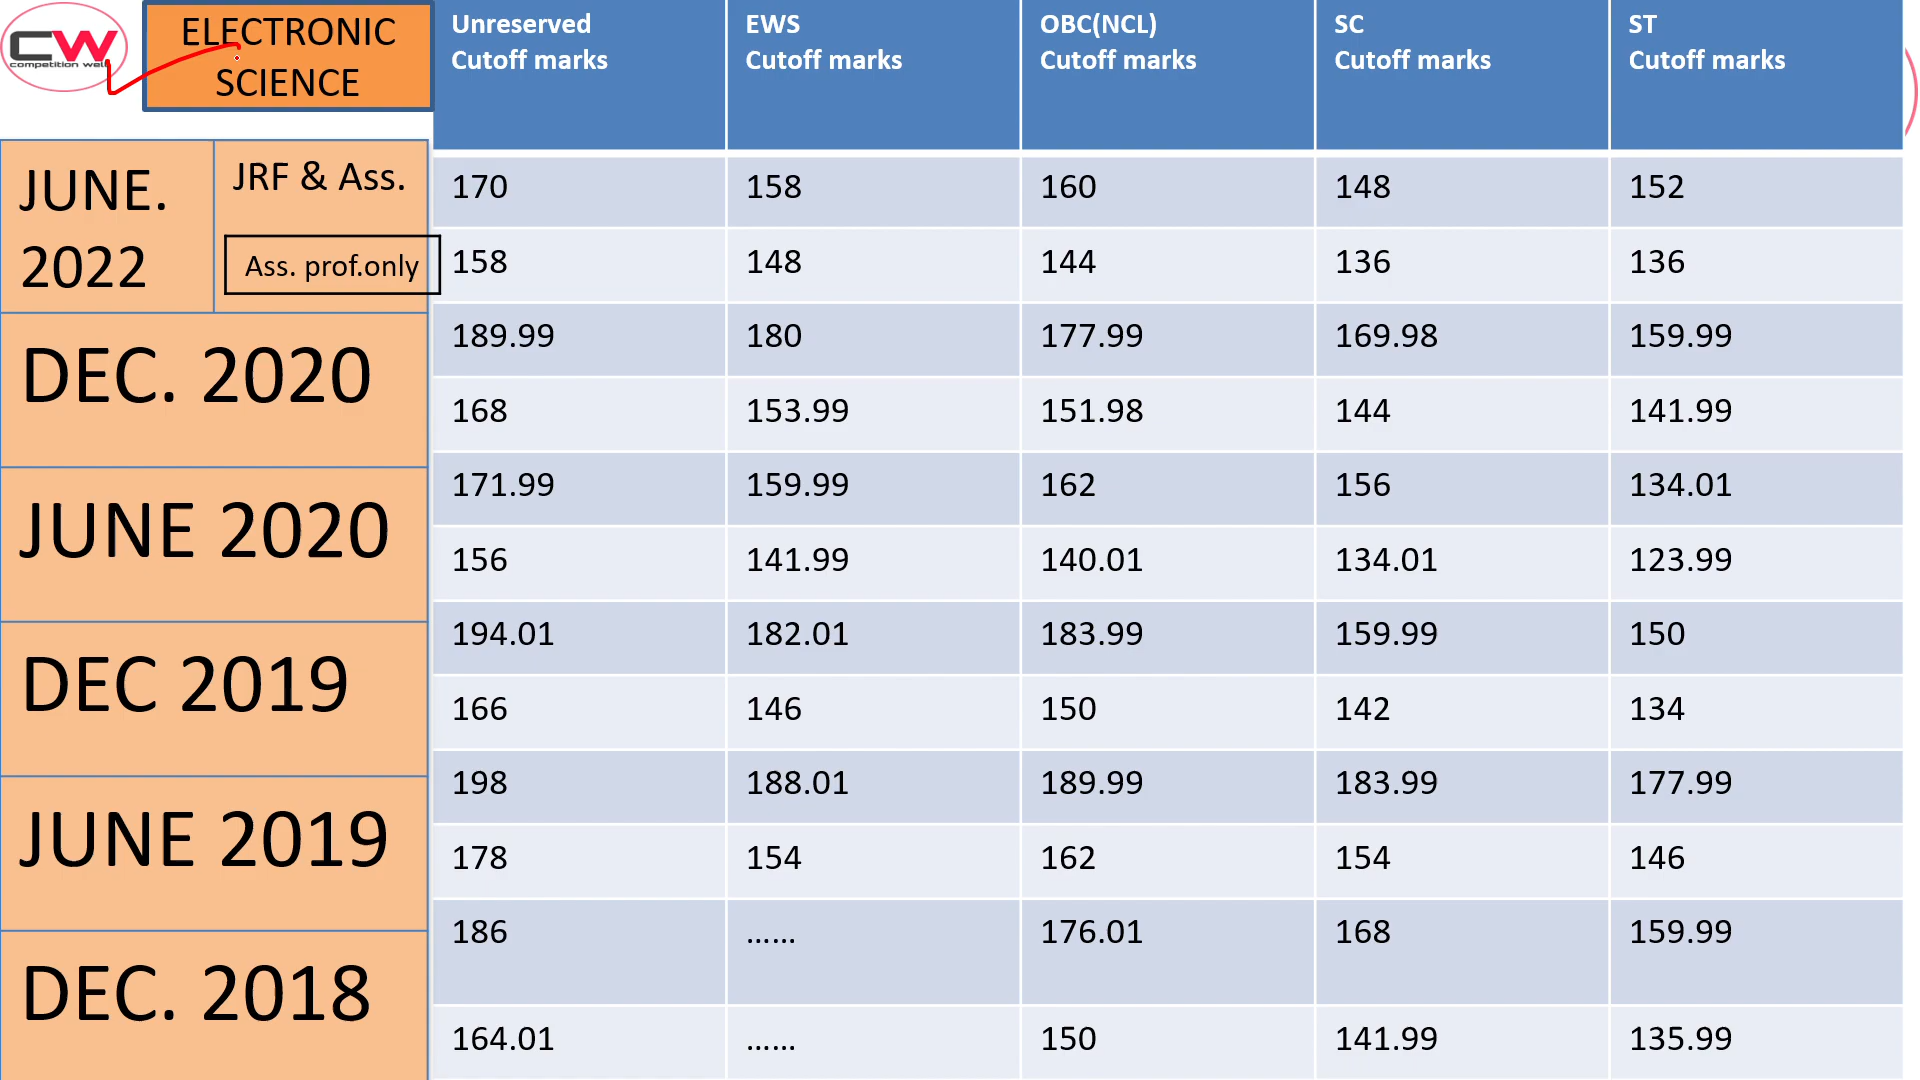 CW
competition well
ELECTRONIC
SCIENCE
Unreserved
Cutoff marks
EWS
Cutoff marks
OBC(NCL)
Cutoff marks
SC
Cutoff marks
ST
Cutoff marks
JUNE.
2022
JRF & Ass.
170 158 160 148 152
Ass. prof.only
158 148 144 136 136
DEC. 2020
189.99 180 177.99 169.98 159.99
168 153.99 151.98 144 141.99
JUNE 2020
171.99 159.99 162 156 134.01
156 141.99 140.01 134.01 123.99
DEC 2019
194.01 182.01 183.99 159.99 150
166 146 150 142 134
JUNE 2019
198 188.01 189.99 183.99 177.99
178 154 162 154 146
DEC. 2018
186 ...... 176.01 168 159.99
164.01 ...... 150 141.99 135.99